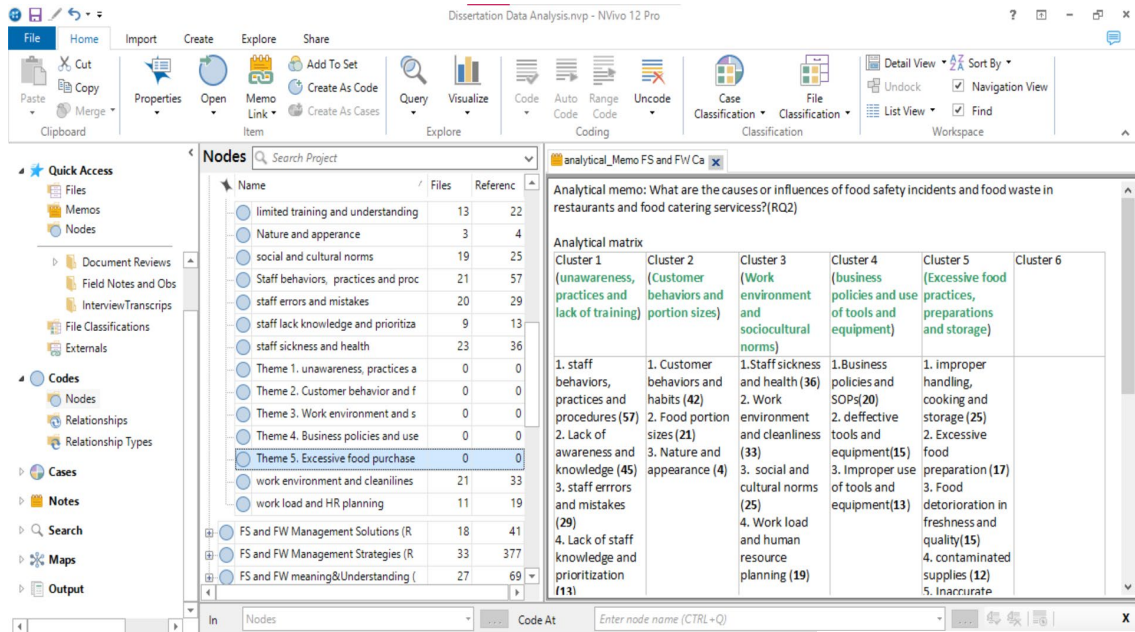 Dissertation Data Analysis.nvp - NVivo 12 Pro
File Home Import Create Explore Share
Paste
Cut
Copy
Merge
Clipboard
Properties
Open
Memo Link
Add To Set
Create As Code
Create As Cases
Item
Query
Visualize
Explore
Code
Auto Code
Range Code
Uncode
Coding
Case Classification
File Classification
Classification
Detail View
Sort By
Undock
Navigation View
List View
Find
Workspace
Quick Access
Files
Memos
Nodes
Document Reviews
Field Notes and Obs
InterviewTranscrips
File Classifications
Externals
Codes
Nodes
Relationships
Relationship Types
Cases
Notes
Search
Maps
Output
Nodes
Search Project
Name Files Referenc
limited training and understanding 13 22
Nature and apperance 3 4
social and cultural norms 19 25
Staff behaviors, practices and proc 21 57
staff errors and mistakes 20 29
staff lack knowledge and prioritiza 9 13
staff sickness and health 23 36
Theme 1. unawareness, practices a 0 0
Theme 2. Customer behavior and f 0 0
Theme 3. Work environment and s 0 0
Theme 4. Business policies and use 0 0
Theme 5. Excessive food purchase 0 0
work environment and cleanilines 21 33
work load and HR planning 11 19
FS and FW Management Solutions (R 18 41
FS and FW Management Strategies (R 33 377
FS and FW meaning&Understanding ( 27 69
analytical_Memo FS and FW Ca
Analytical memo: What are the causes or influences of food safety incidents and food waste in
restaurants and food catering servicess?(RQ2)
Analytical matrix
Cluster 1
(unawareness,
practices and
lack of training)
Cluster 2
(Customer
behaviors and
portion sizes)
Cluster 3
(Work
environment
and
sociocultural
norms)
Cluster 4
(business
policies and use
of tools and
equipment)
Cluster 5
(Excessive food
practices,
preparations
and storage)
Cluster 6
1. staff
behaviors,
practices and
procedures (57)
2. Lack of
awareness and
knowledge (45)
3. staff errrors
and mistakes
(29)
4. Lack of staff
knowledge and
prioritization
(13)
1. Customer
behaviors and
habits (42)
2. Food portion
sizes (21)
3. Nature and
appearance (4)
1.Staff sickness
and health (36)
2. Work
environment
and cleanliness
(33)
3. social and
cultural norms
(25)
4. Work load
and human
resource
planning (19)
1.Business
policies and
SOPs(20)
2. deffective
tools and
equipment(15)
3. Improper use
of tools and
equipment(13)
1. improper
handling,
cooking and
storage (25)
2. Excessive
food
preparation (17)
3. Food
detorioration in
freshness and
quality(15)
4. contaminated
supplies (12)
5. Inaccurate
In Nodes ... Code At Enter node name (CTRL+Q) ... X